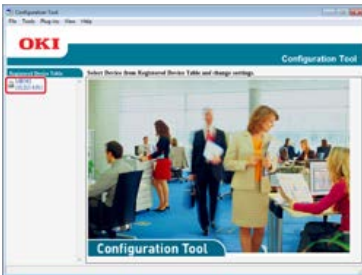 Configuration Tool
File Tools Plug-ins View Help
OKI
Configuration Tool
Registered Device Table
Select Device from Registered Device Table and change settings.
Configuration Tool